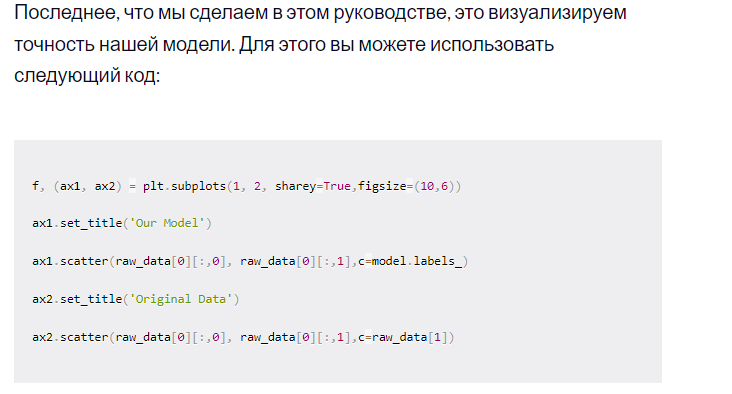 Последнее, что мы сделаем в этом руководстве, это визуализируем
точность нашей модели. Для этого вы можете использовать
следующий код:
f, (ax1, ax2) = plt.subplots(1, 2, sharey=True,figsize=(10,6))
ax1.set_title('Our Model')
ax1.scatter(raw_data[0][:,0], raw_data[0][:,1],c=model.labels_)
ax2.set_title('Original Data')
ax2.scatter(raw_data[0][:,0], raw_data[0][:,1],c=raw_data[1])